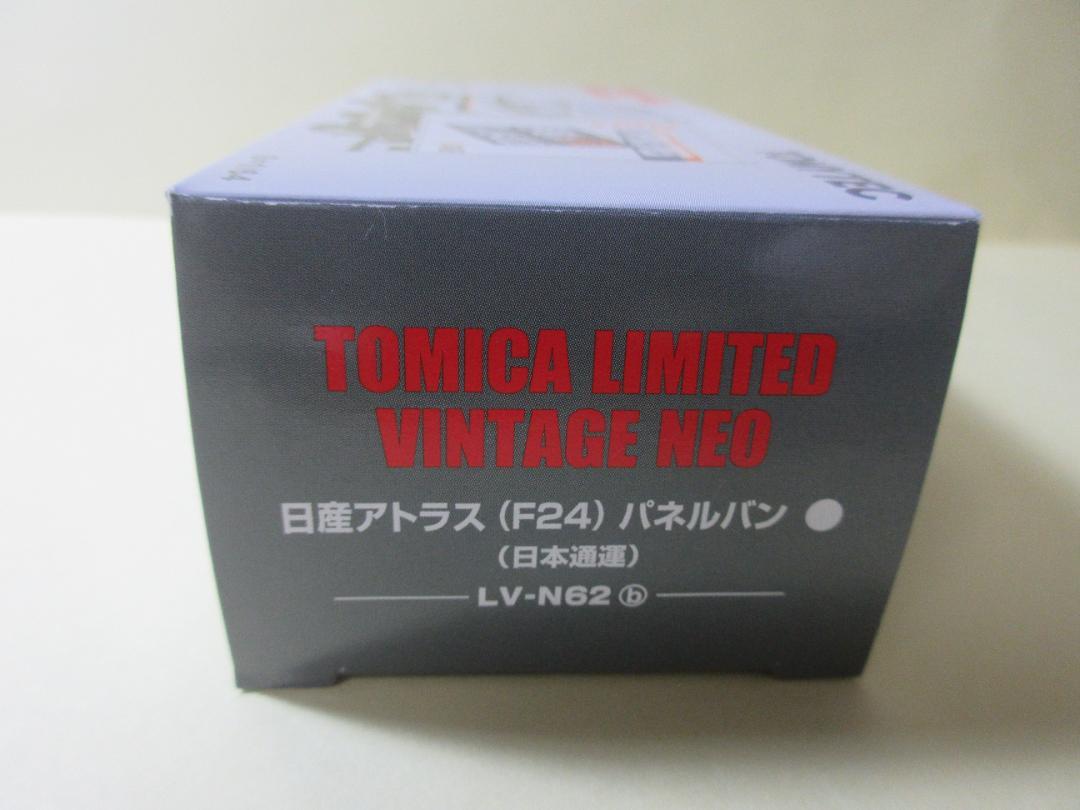 TOMYTEC
TOMICA LIMITED
VINTAGE NEO
日産アトラス（F24）パネルバン
（日本通運）
LV-N62 ⓑ